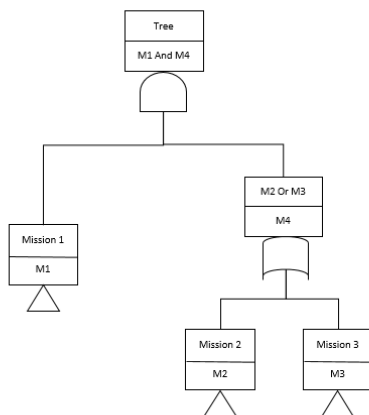 Tree
M1 And M4
M2 Or M3
M4
Mission 1
M1
Mission 2
M2
Mission 3
M3